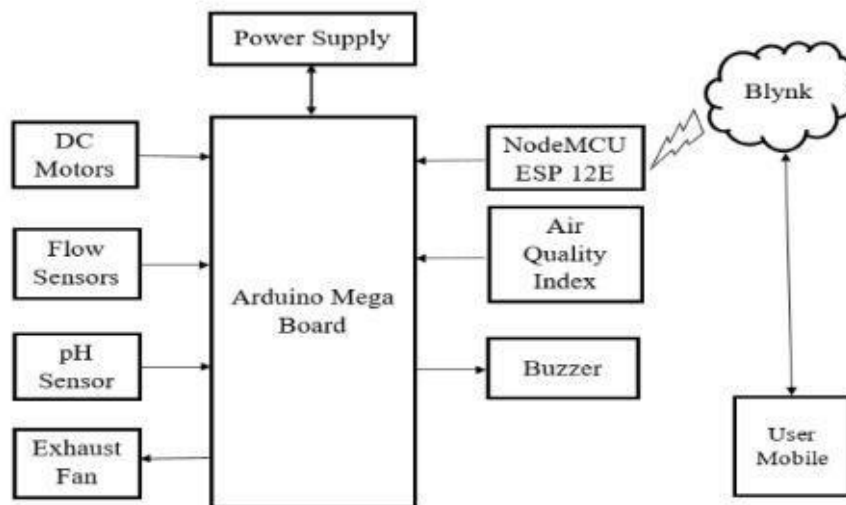 Power Supply
Blynk
DC
Motors
NodeMCU
ESP 12E
Flow
Sensors
Air
Quality
Index
Arduino Mega
Board
pH
Sensor
Buzzer
Exhaust
Fan
User
Mobile